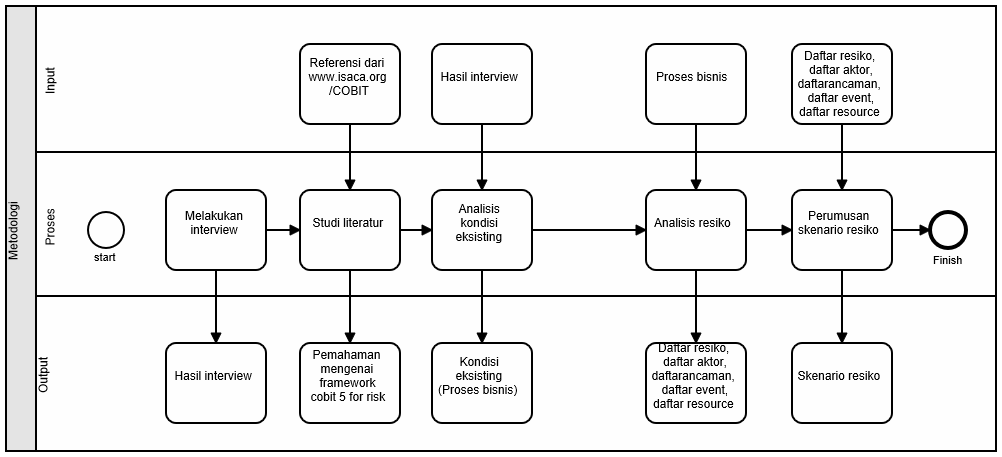 Metodologi
Input
Referensi dari
www.isaca.org
/COBIT
Hasil interview
Proses bisnis
Daftar resiko,
daftar aktor,
daftarancaman,
daftar event,
daftar resource
Proses
start
Melakukan
interview
Studi literatur
Analisis
kondisi
eksisting
Analisis resiko
Perumusan
skenario resiko
Finish
Output
Hasil interview
Pemahaman
mengenai
framework
cobit 5 for risk
Kondisi
eksisting
(Proses bisnis)
Daftar resiko,
daftar aktor,
daftarancaman,
daftar event,
daftar resource
Skenario resiko